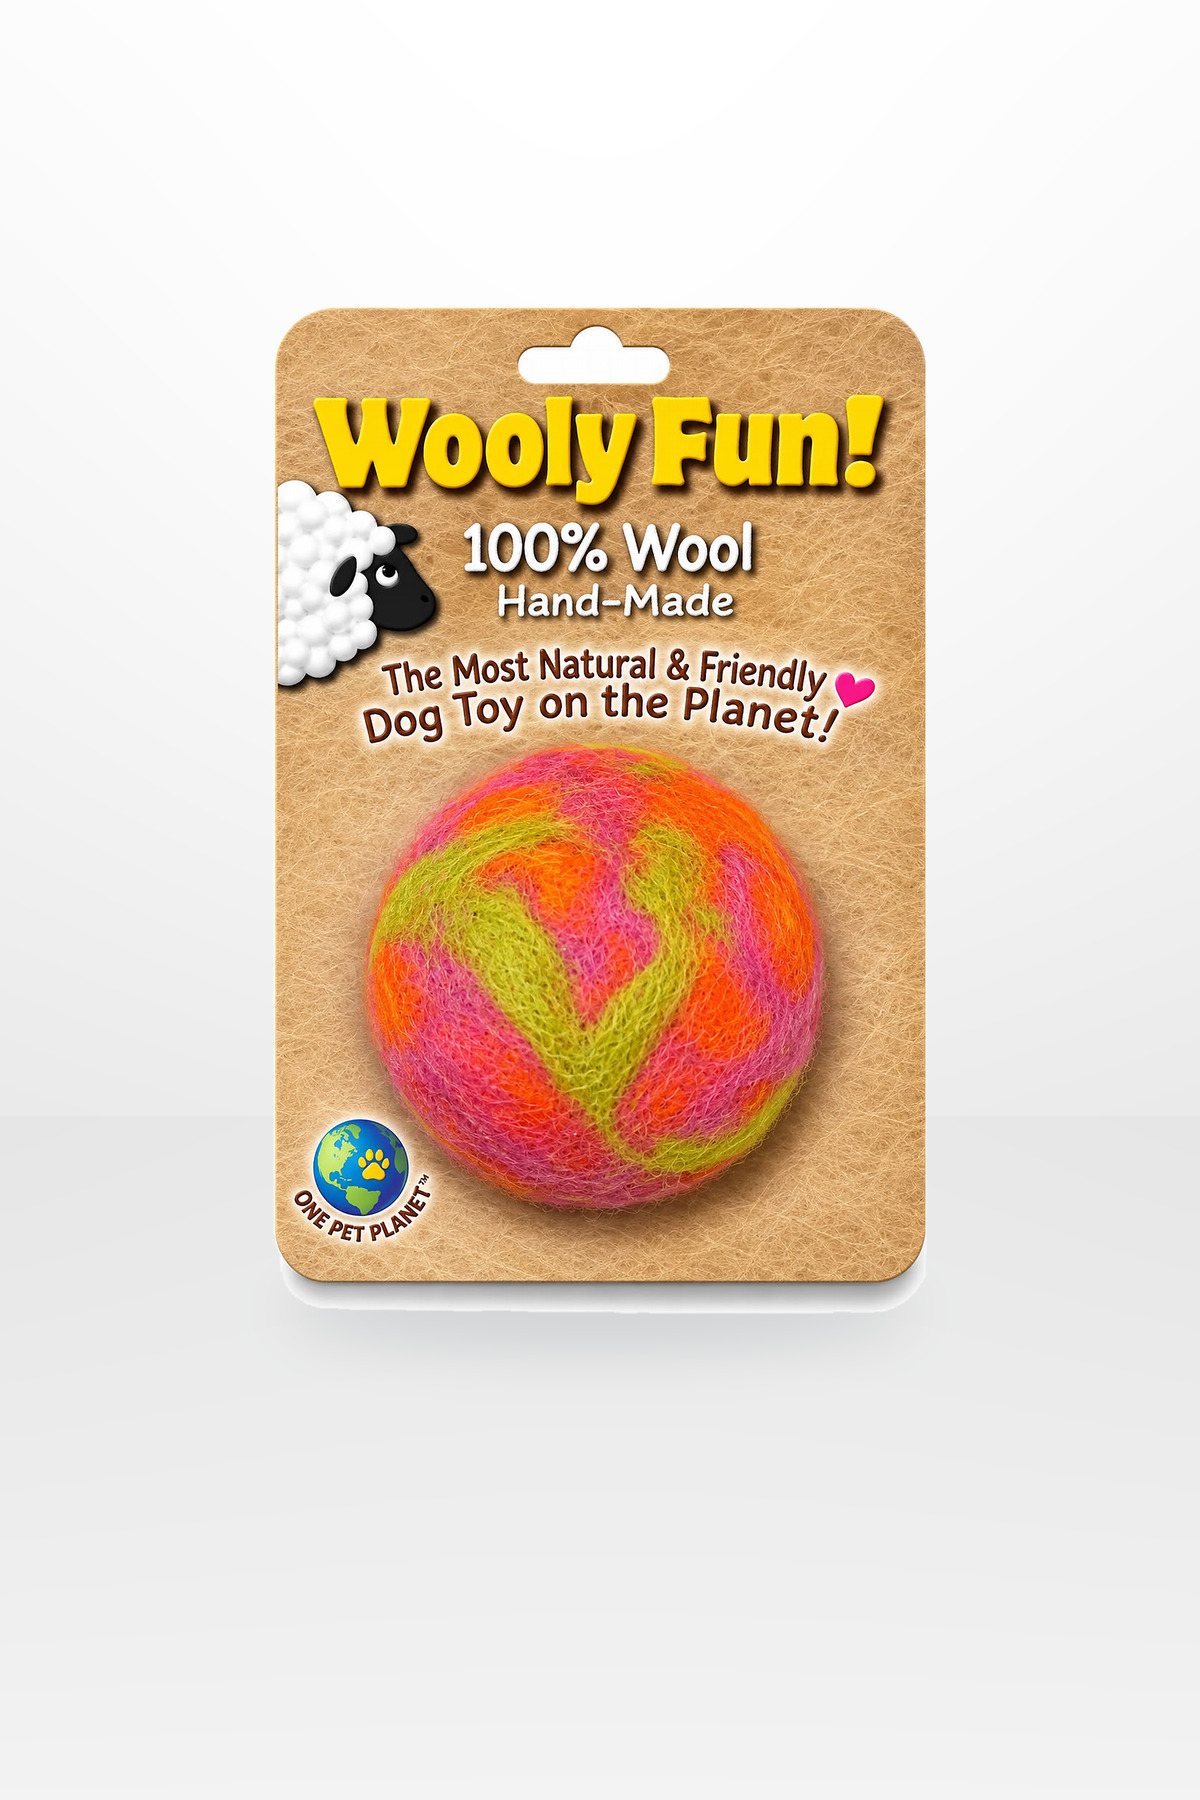 Wooly Fun!
100% Wool
Hand-Made
The Most Natural & Friendly
Dog Toy on the Planet!
ONE PET PLANET™